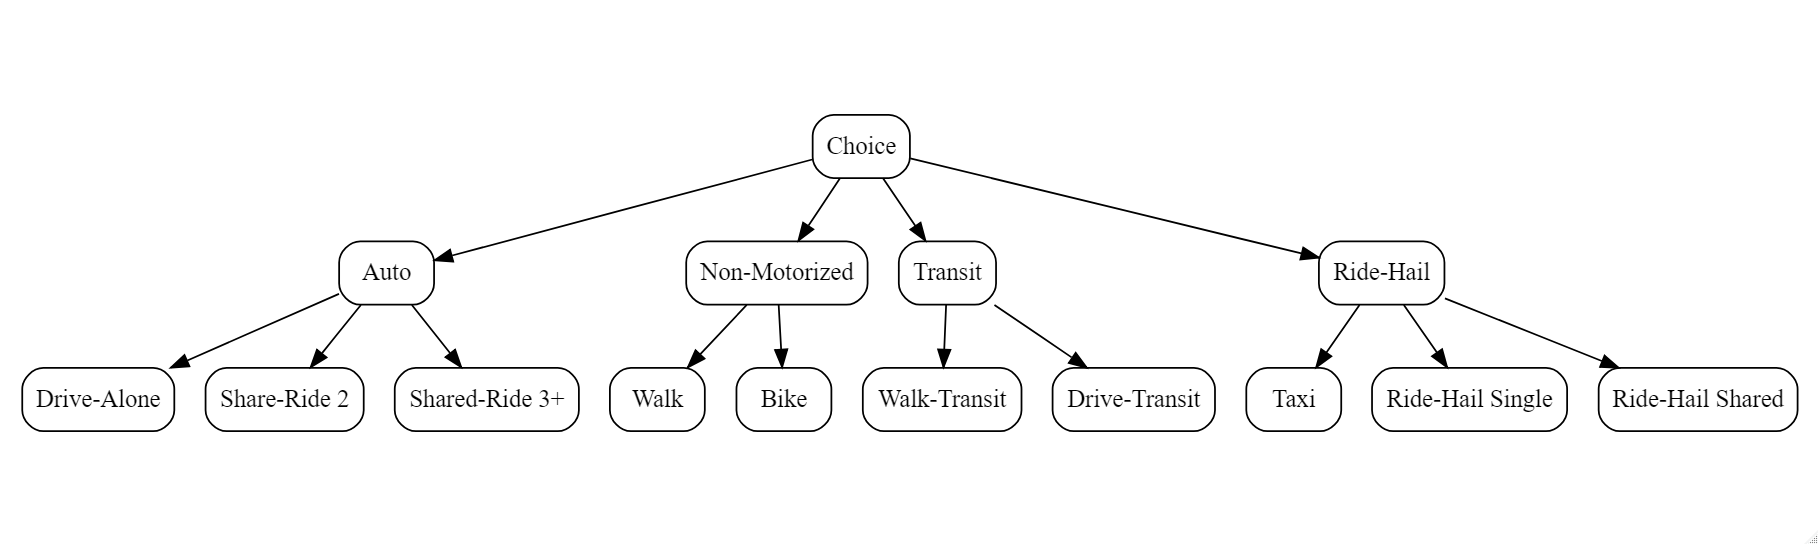 Choice
Auto
Non-Motorized
Transit
Ride-Hail
Drive-Alone
Share-Ride 2
Shared-Ride 3+
Walk
Bike
Walk-Transit
Drive-Transit
Taxi
Ride-Hail Single
Ride-Hail Shared